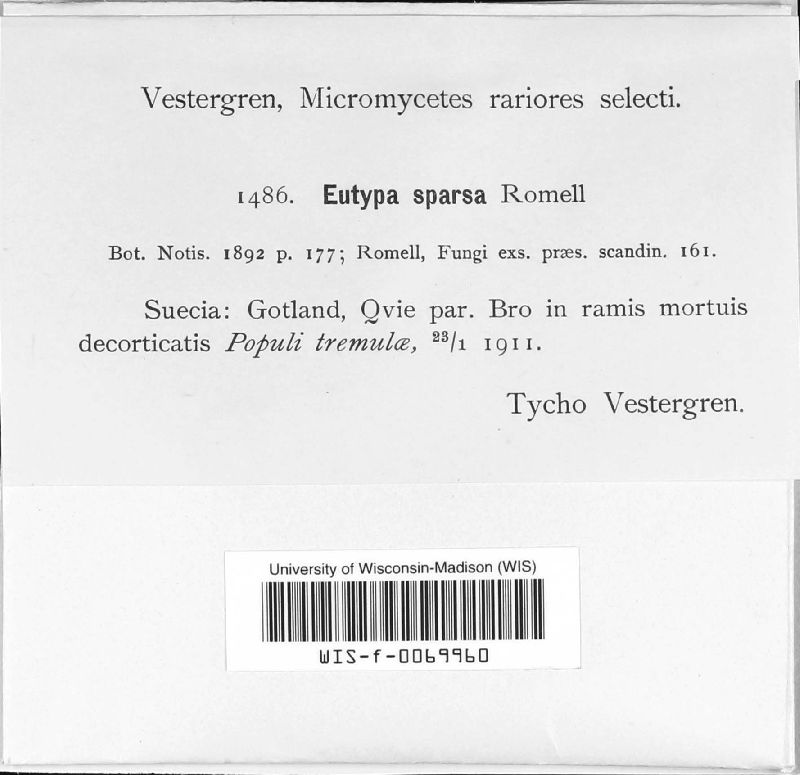 Vestergren, Micromycetes rariores selecti.
1486. Eutypa sparsa Romell
Bot. Notis. 1892 p. 177; Romell, Fungi exs. præs. scandin. 161.
Suecia: Gotland, Qvie par. Bro in ramis mortuis
decorticatis Populi tremulæ, 23/1 1911.
Tycho Vestergren.
University of Wisconsin-Madison (WIS)
WIS-f-0069960